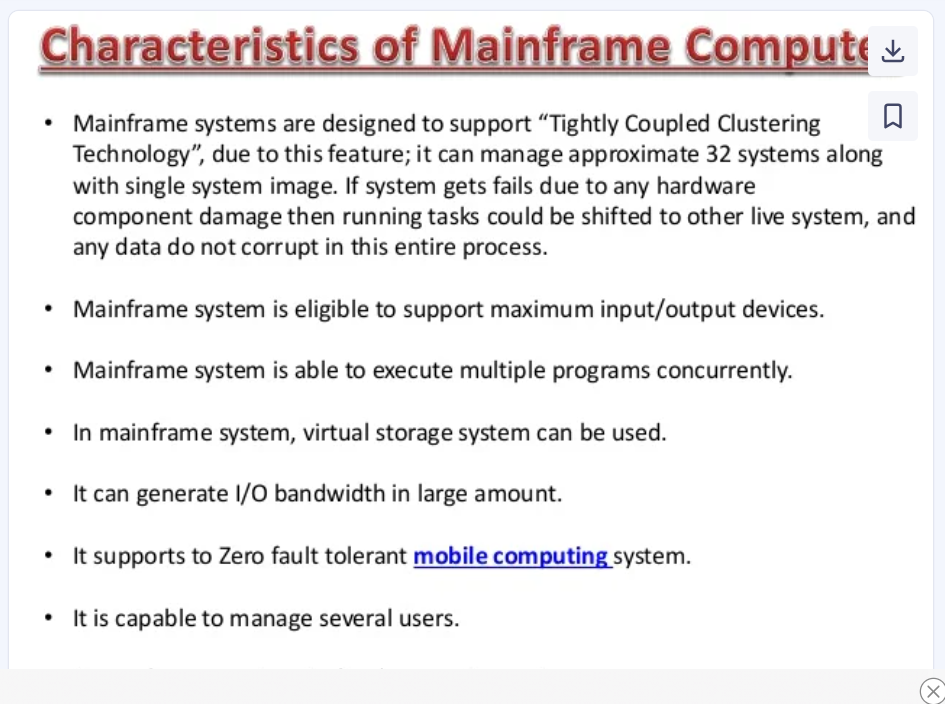 Characteristics of Mainframe
• Mainframe systems are designed to support “Tightly Coupled Clustering
Technology”, due to this feature; it can manage approximate 32 systems along
with single system image. If system gets fails due to any hardware
component damage then running tasks could be shifted to other live system, and
any data do not corrupt in this entire process.
• Mainframe system is eligible to support maximum input/output devices.
• Mainframe system is able to execute multiple programs concurrently.
• In mainframe system, virtual storage system can be used.
• It can generate I/O bandwidth in large amount.
• It supports to Zero fault tolerant mobile computing system.
• It is capable to manage several users.